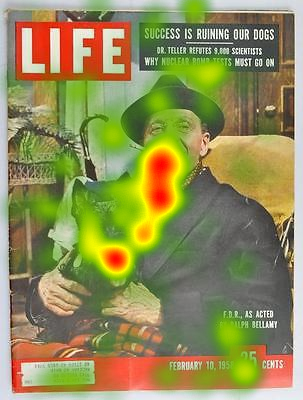 SUCCESS IS RUINING OUR DOGS
LIFE
DR. TELLER REFUTES 9,000 SCIENTISTS
WHY NUCLEAR BOMB TESTS MUST GO ON
F.D.R., AS ACTED
RALPH BELLAMY
25
FEBRUARY 10, CENTS